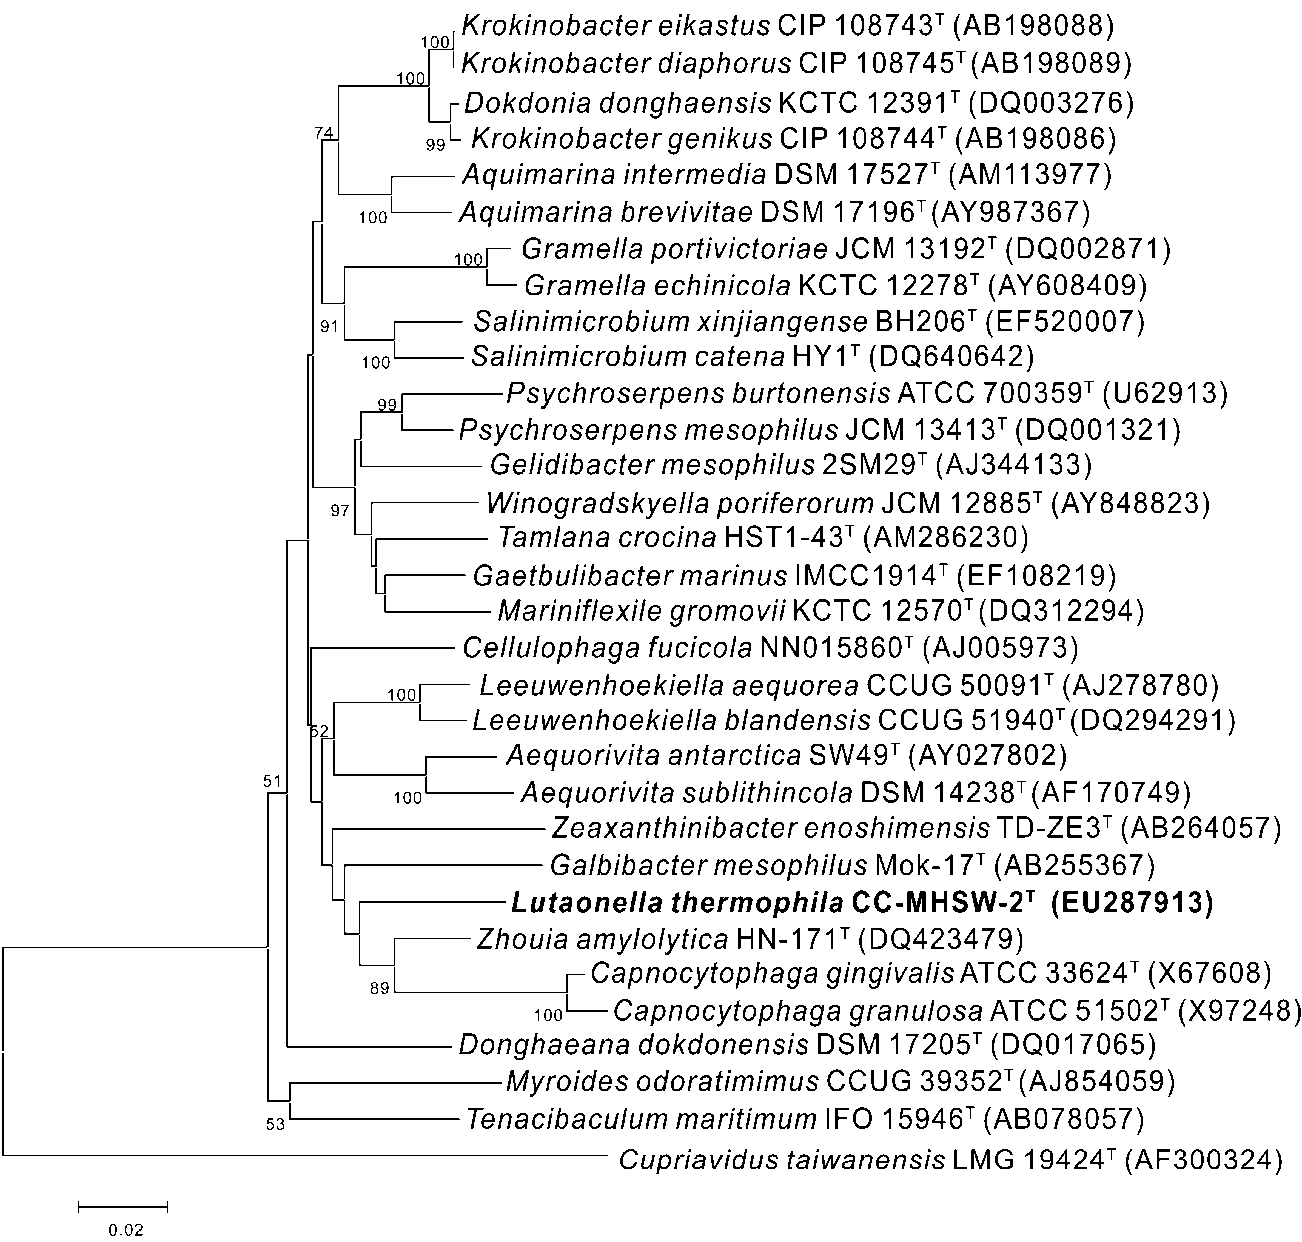 Krokinobacter eikastus CIP 108743ᵀ (AB198088)
100
Krokinobacter diaphorus CIP 108745ᵀ (AB198089)
100
Dokdonia donghaensis KCTC 12391ᵀ (DQ003276)
74
Krokinobacter genikus CIP 108744ᵀ (AB198086)
99
Aquimarina intermedia DSM 17527ᵀ (AM113977)
Aquimarina brevivitae DSM 17196ᵀ (AY987367)
100
Gramella portivictoriae JCM 13192ᵀ (DQ002871)
100
Gramella echinicola KCTC 12278ᵀ (AY608409)
Salinimicrobium xinjiangense BH206ᵀ (EF520007)
91
Salinimicrobium catena HY1ᵀ (DQ640642)
100
Psychroserpens burtonensis ATCC 700359ᵀ (U62913)
99
Psychroserpens mesophilus JCM 13413ᵀ (DQ001321)
Gelidibacter mesophilus 2SM29ᵀ (AJ344133)
Winogradskyella poriferorum JCM 12885ᵀ (AY848823)
97
Tamlana crocina HST1-43ᵀ (AM286230)
Gaetbulibacter marinus IMCC1914ᵀ (EF108219)
Mariniflexile gromovii KCTC 12570ᵀ (DQ312294)
Cellulophaga fucicola NN015860ᵀ (AJ005973)
Leeuwenhoekiella aequorea CCUG 50091ᵀ (AJ278780)
100
Leeuwenhoekiella blandensis CCUG 51940ᵀ (DQ294291)
52
Aequorivita antarctica SW49ᵀ (AY027802)
51
Aequorivita sublithincola DSM 14238ᵀ (AF170749)
100
Zeaxanthinibacter enoshimensis TD-ZE3ᵀ (AB264057)
Galbibacter mesophilus Mok-17ᵀ (AB255367)
Lutaonella thermophila CC-MHSW-2ᵀ (EU287913)
Zhouia amylolytica HN-171ᵀ (DQ423479)
Capnocytophaga gingivalis ATCC 33624ᵀ (X67608)
89
Capnocytophaga granulosa ATCC 51502ᵀ (X97248)
100
Donghaeana dokdonensis DSM 17205ᵀ (DQ017065)
Myroides odoratimimus CCUG 39352ᵀ (AJ854059)
Tenacibaculum maritimum IFO 15946ᵀ (AB078057)
53
Cupriavidus taiwanensis LMG 19424ᵀ (AF300324)
0.02